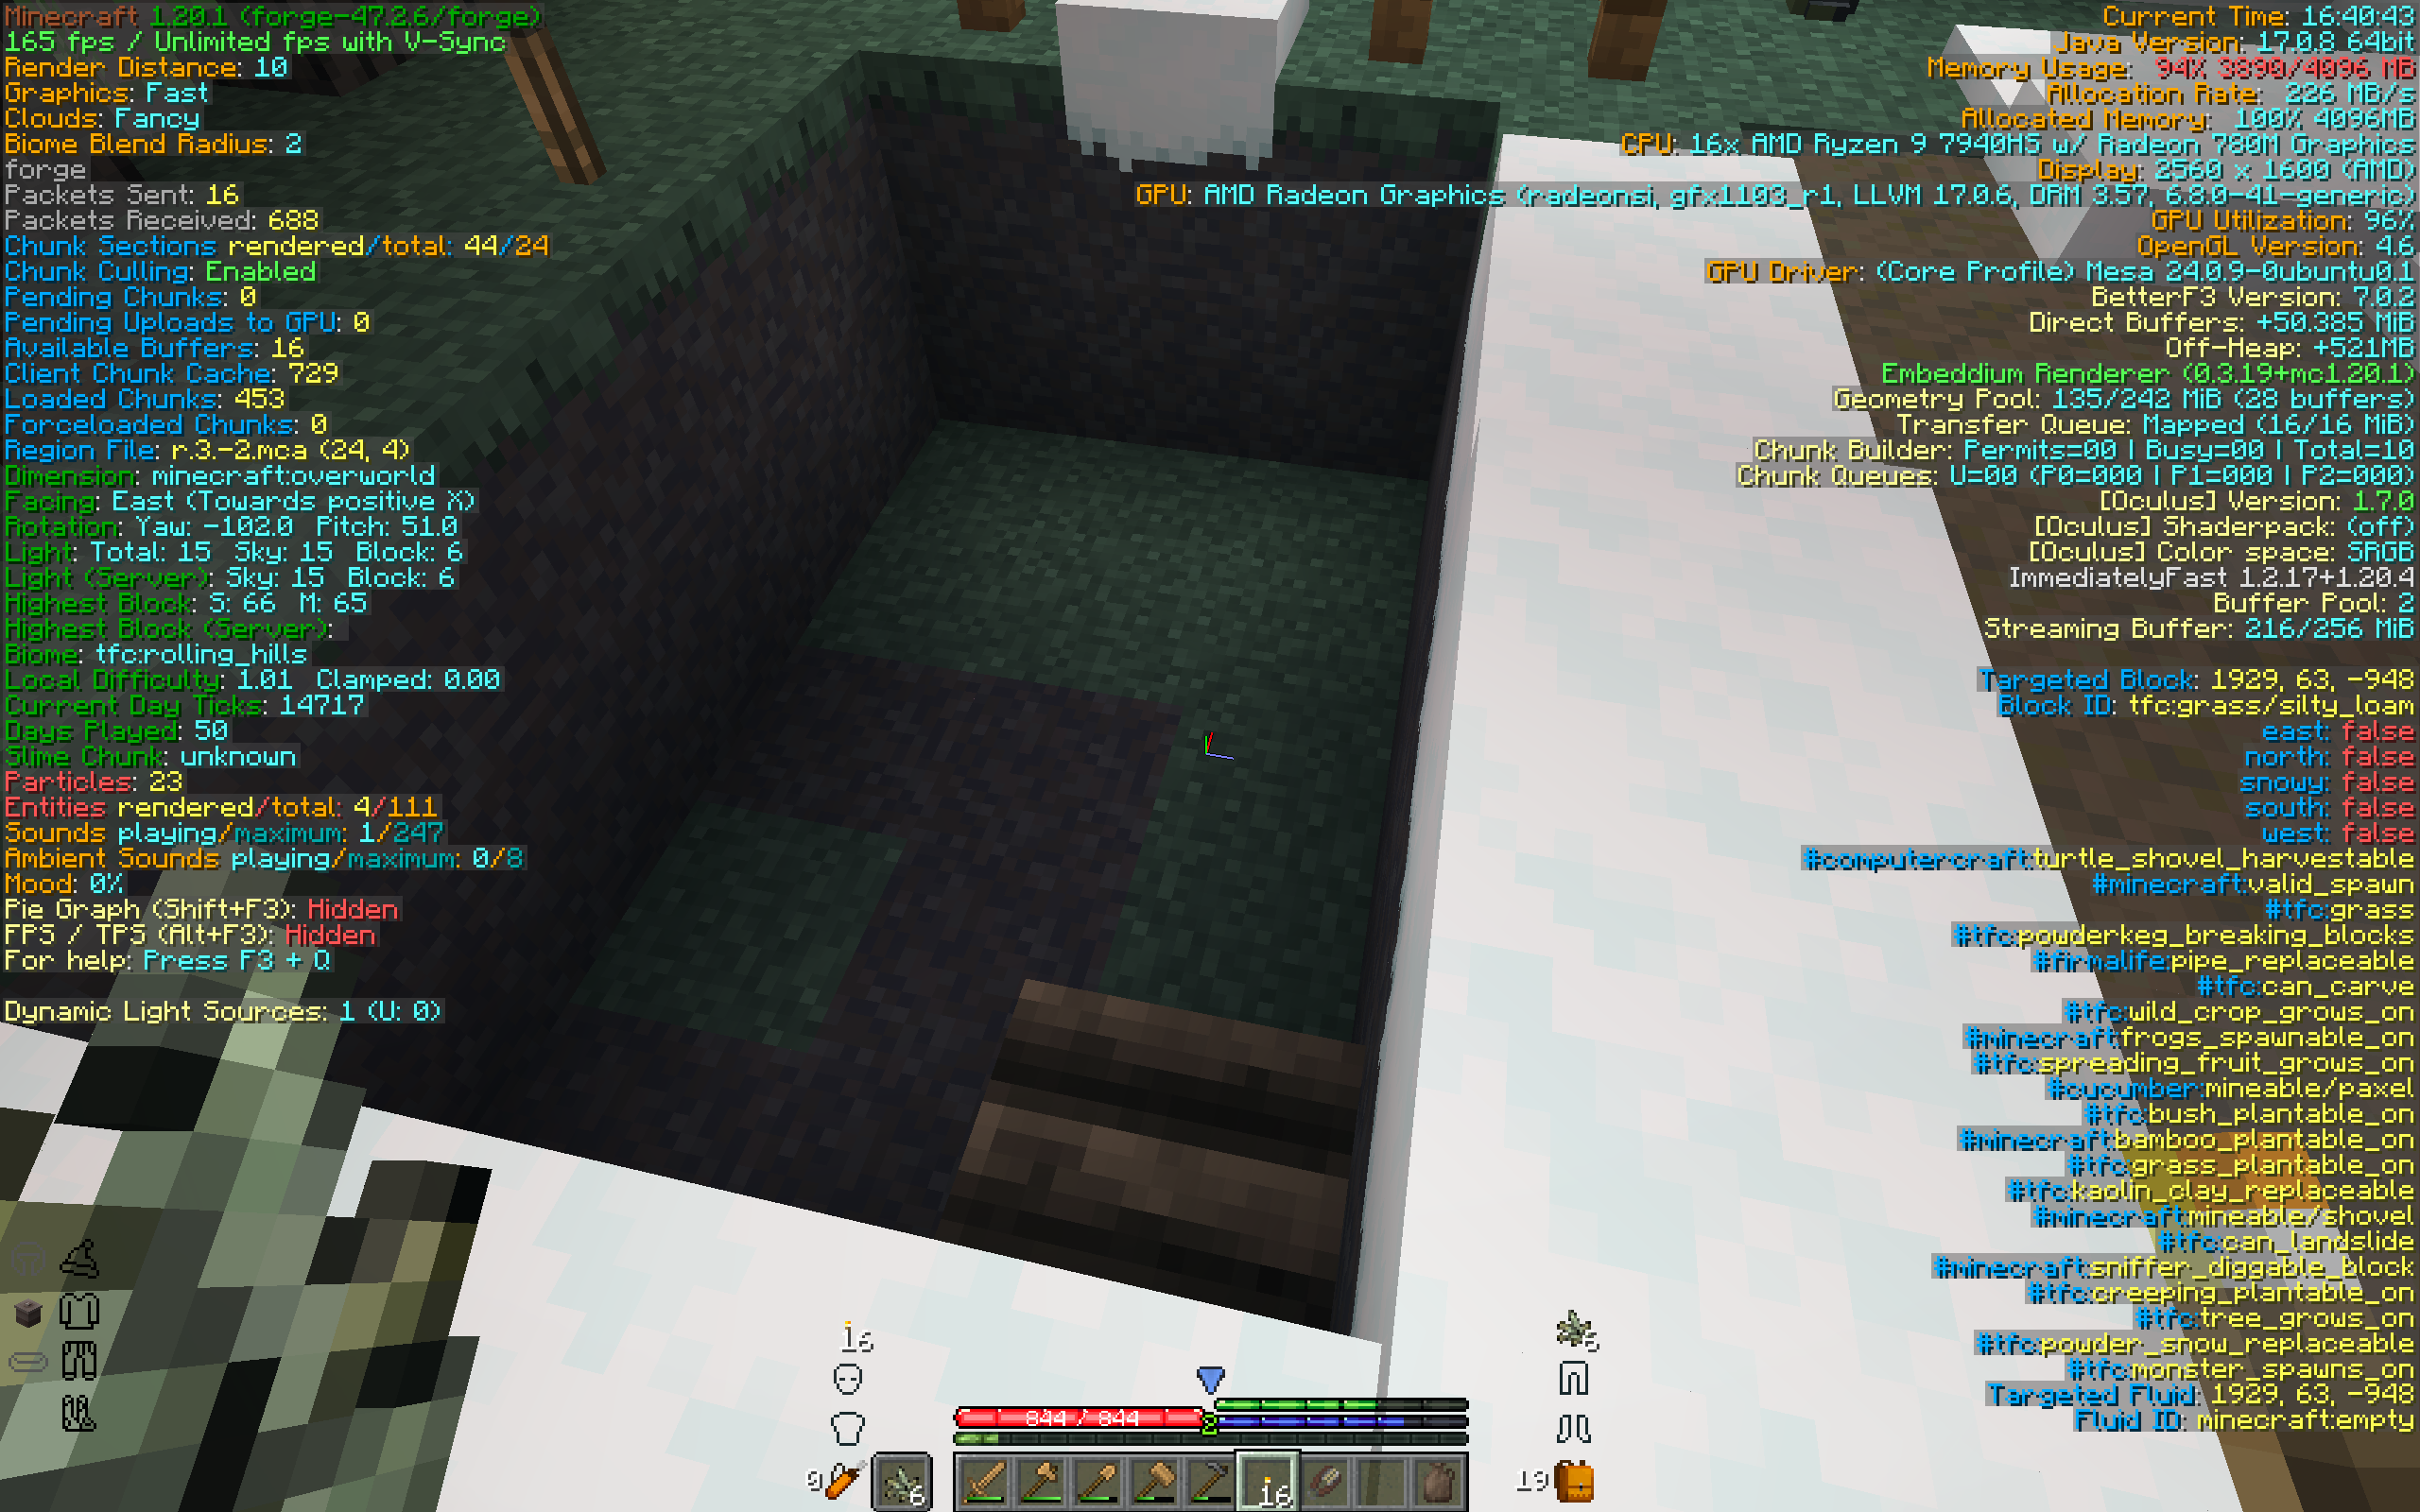 Minecraft 1.20.1 (forge-47.2.6/forge)
165 fps / Unlimited fps with V-Sync
Render Distance: 10
Graphics: Fast
Clouds: Fancy
Biome Blend Radius: 2
forge
Packets Sent: 16
Packets Received: 688
Chunk Sections rendered/total: 44/24
Chunk Culling: Enabled
Pending Chunks: 0
Pending Uploads to GPU: 0
Available Buffers: 16
Client Chunk Cache: 729
Loaded Chunks: 453
Forceloaded Chunks: 0
Region File: r.3.-2.mca (24, 4)
Dimension: minecraft:overworld
Facing: East (Towards positive X)
Rotation: Yaw: -102.0 Pitch: 51.0
Light: Total: 15 Sky: 15 Block: 6
Light (Server): Sky: 15 Block: 6
Highest Block: S: 66 M: 65
Highest Block (Server):
Biome: tfc:rolling_hills
Local Difficulty: 1.01 Clamped: 0.00
Current Day Ticks: 14717
Days Played: 50
Slime Chunk: unknown
Particles: 23
Entities rendered/total: 4/111
Sounds playing/maximum: 1/247
Ambient Sounds playing/maximum: 0/8
Mood: 0%
Pie Graph (Shift+F3): Hidden
FPS / TPS (Alt+F3): Hidden
For help: Press F3 + Q
Dynamic Light Sources: 1 (U: 0)
Current Time: 16:40:43
Java Version: 17.0.8 64bit
Memory Usage: 94% 3890/4096 MB
Allocation Rate: 226 MB/s
Allocated Memory: 100% 4096MB
CPU: 16x AMD Ryzen 9 7940HS w/ Radeon 780M Graphics
Display: 2560 x 1600 (AMD)
GPU: AMD Radeon Graphics (radeonsi, gfx1103_r1, LLVM 17.0.6, DRM 3.57, 6.8.0-41-generic)
GPU Utilization: 96%
OpenGL Version: 4.6
GPU Driver: (Core Profile) Mesa 24.0.9-0ubuntu0.1
BetterF3 Version: 7.0.2
Direct Buffers: +50.385 MiB
Off-Heap: +521MB
Embeddium Renderer (0.3.19+mc1.20.1)
Geometry Pool: 135/242 MiB (28 buffers)
Transfer Queue: Mapped (16/16 MiB)
Chunk Builder: Permits=00 | Busy=00 | Total=10
Chunk Queues: U=00 (P0=000 | P1=000 | P2=000)
[Oculus] Version: 1.7.0
[Oculus] Shaderpack: (off)
[Oculus] Color space: SRGB
ImmediatelyFast 1.2.17+1.20.4
Buffer Pool: 2
Streaming Buffer: 216/256 MiB
Targeted Block: 1929, 63, -948
Block ID: tfc:grass/silty_loam
east: false
north: false
snowy: false
south: false
west: false
#computercraft:turtle_shovel_harvestable
#minecraft:valid_spawn
#tfc:grass
#tfc:powderkeg_breaking_blocks
#firmalife:pipe_replaceable
#tfc:can_carve
#tfc:wild_crop_grows_on
#minecraft:frogs_spawnable_on
#tfc:spreading_fruit_grows_on
#cucumber:mineable/paxel
#tfc:bush_plantable_on
#minecraft:bamboo_plantable_on
#tfc:grass_plantable_on
#tfc:kaolin_clay_replaceable
#minecraft:mineable/shovel
#tfc:can_landslide
#minecraft:sniffer_diggable_block
#tfc:creeping_plantable_on
#tfc:tree_grows_on
#tfc:powder_snow_replaceable
#tfc:monster_spawns_on
Targeted Fluid: 1929, 63, -948
Fluid ID: minecraft:empty
16
6
844 / 844
8
0
6
16
19